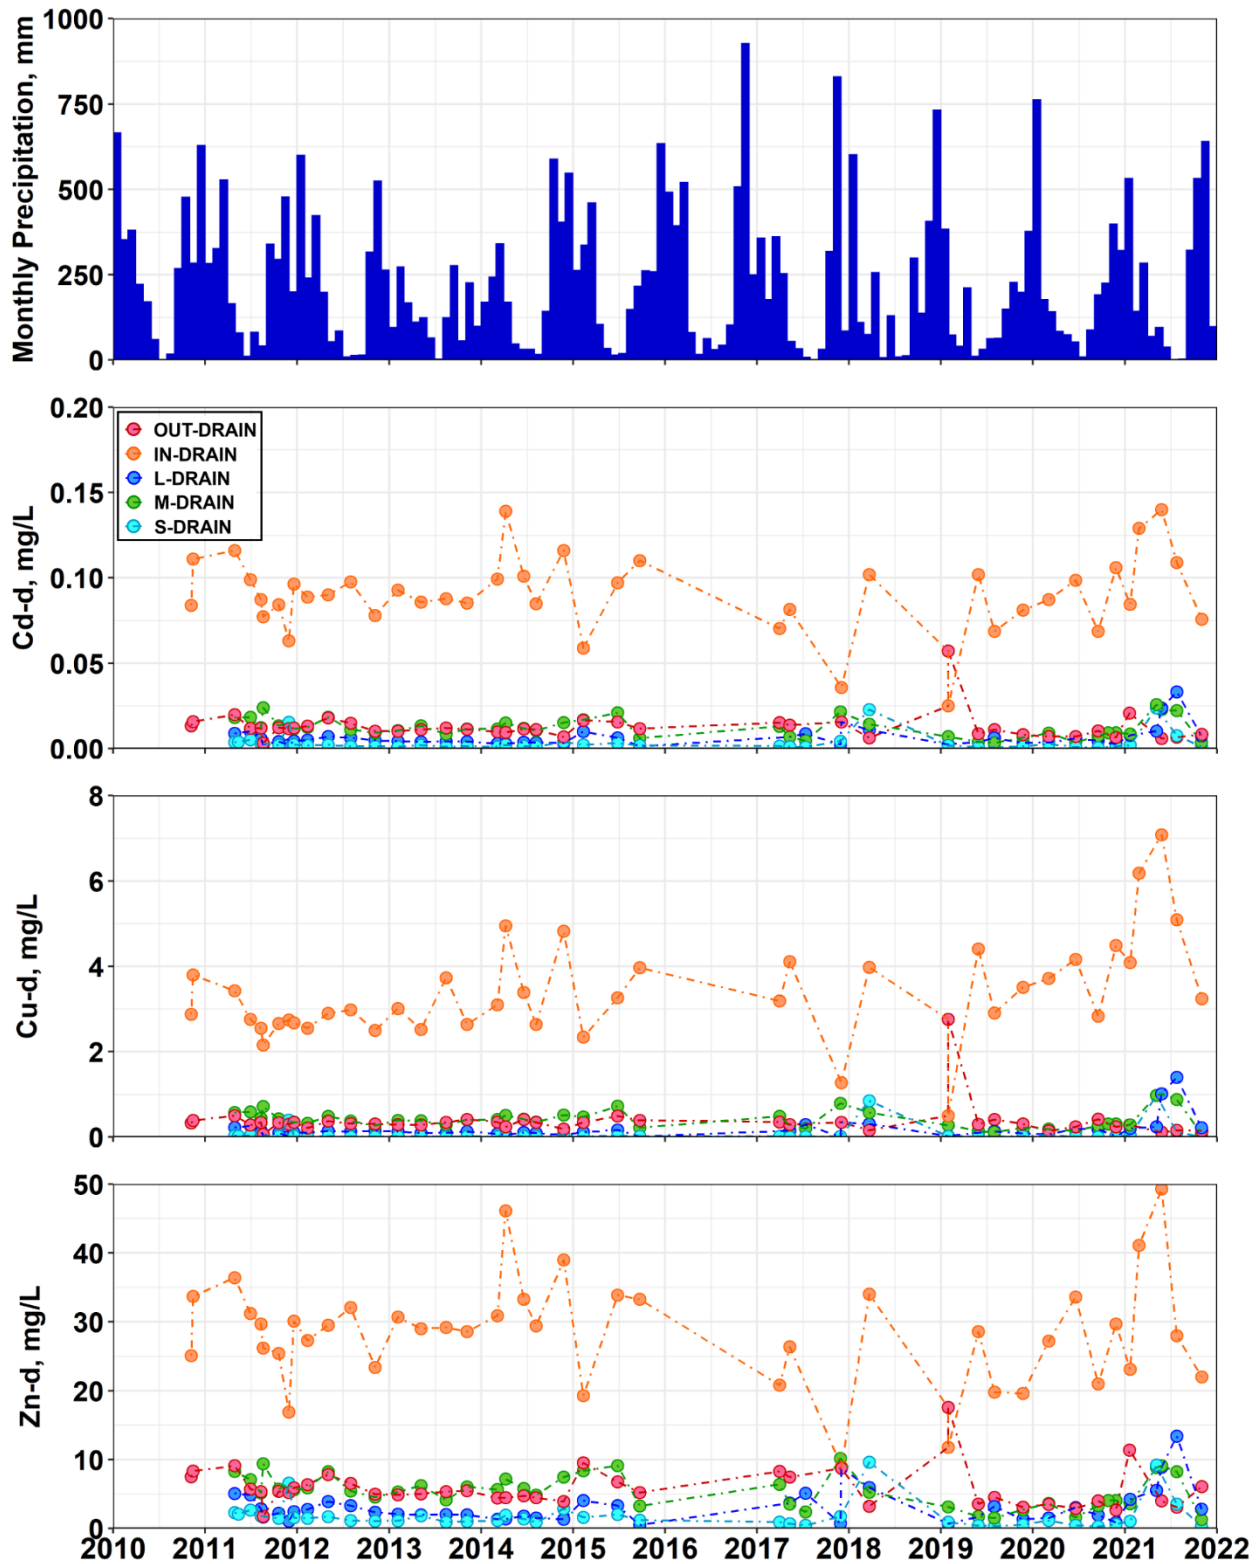 Monthly Precipitation, mm
1000
750
500
250
0
Cd-d, mg/L
0.20
0.15
0.10
0.05
0.00
OUT-DRAIN
IN-DRAIN
L-DRAIN
M-DRAIN
S-DRAIN
Cu-d, mg/L
8
6
4
2
0
Zn-d, mg/L
50
40
30
20
10
0
2010 2011 2012 2013 2014 2015 2016 2017 2018 2019 2020 2021 2022